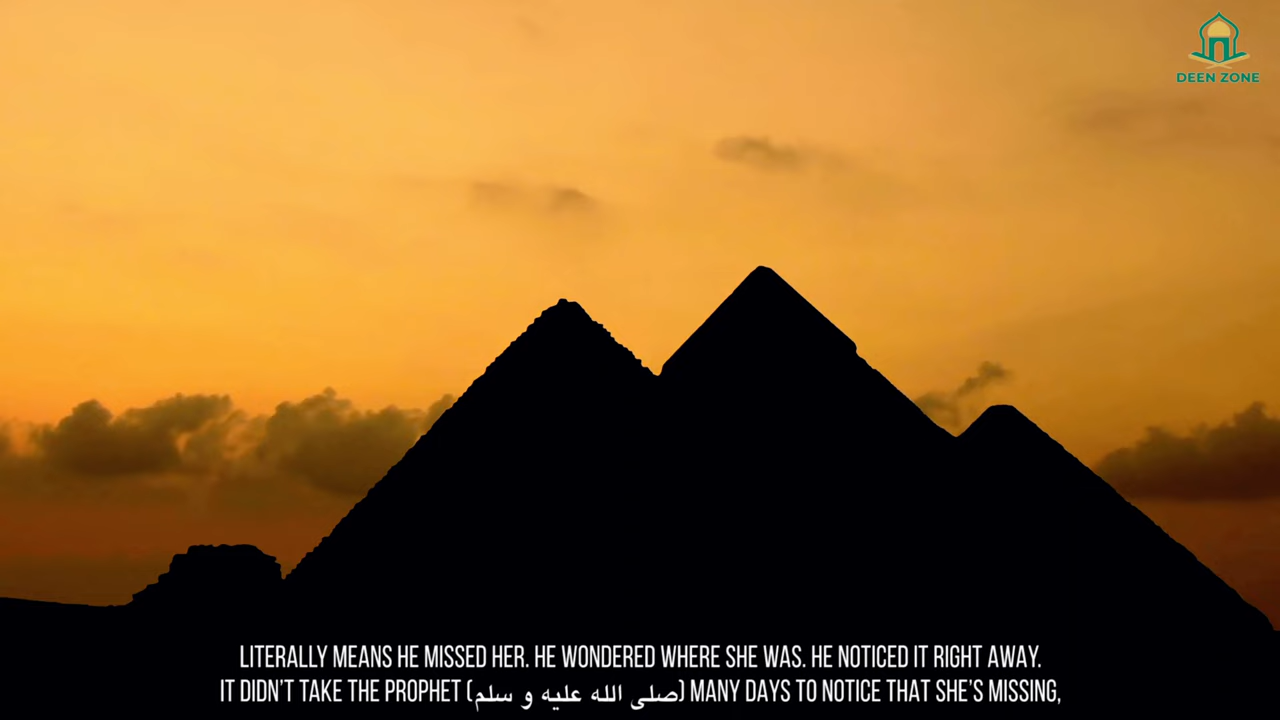 DEEN ZONE
LITERALLY MEANS HE MISSED HER. HE WONDERED WHERE SHE WAS. HE NOTICED IT RIGHT AWAY.
IT DIDN'T TAKE THE PROPHET (صلى الله عليه و سلم) MANY DAYS TO NOTICE THAT SHE'S MISSING,